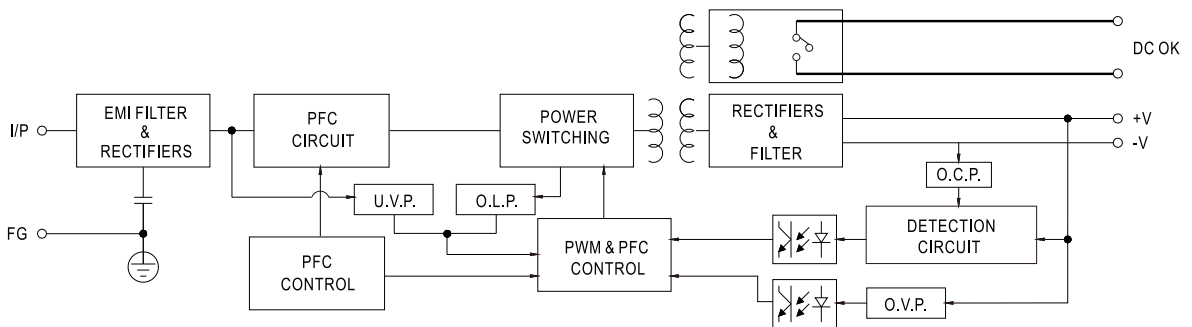 DC OK
I/P
EMI FILTER
&
RECTIFIERS
PFC
CIRCUIT
POWER
SWITCHING
RECTIFIERS
&
FILTER
+V
-V
O.C.P.
U.V.P.
O.L.P.
DETECTION
CIRCUIT
FG
PFC
CONTROL
PWM & PFC
CONTROL
O.V.P.